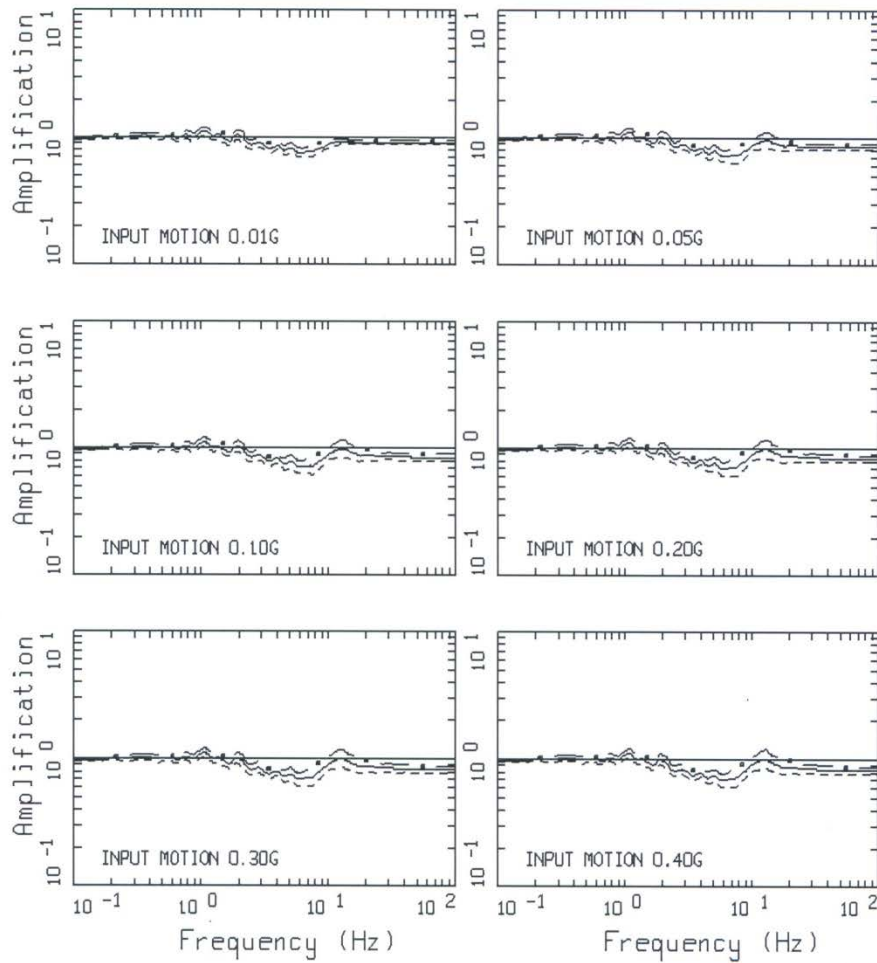 Amplification
10 1
10 0
10 -1
INPUT MOTION 0.01G
10 1
10 0
10 -1
INPUT MOTION 0.05G
Amplification
10 1
10 0
10 -1
INPUT MOTION 0.10G
10 1
10 0
10 -1
INPUT MOTION 0.20G
Amplification
10 1
10 0
10 -1
INPUT MOTION 0.30G
10 1
10 0
10 -1
INPUT MOTION 0.40G
10 -1 10 0 10 1 10 2
10 -1 10 0 10 1 10 2
Frequency (Hz)
Frequency (Hz)